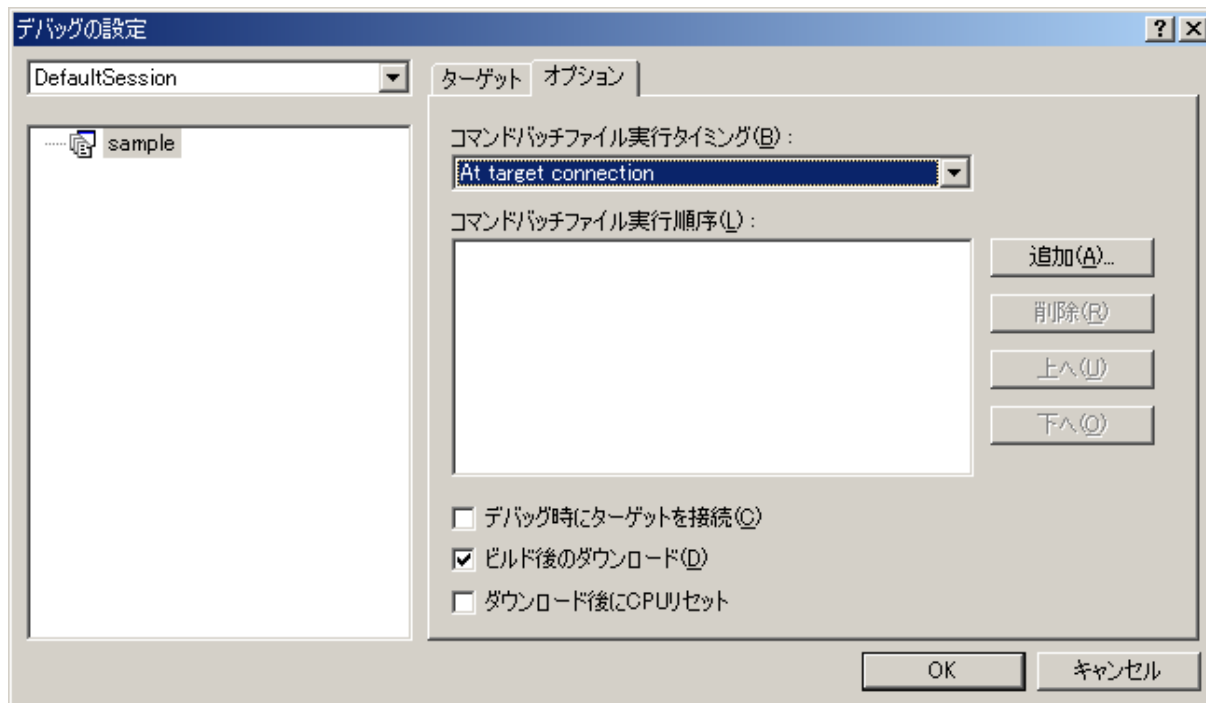 デバッグの設定
DefaultSession
sample
ターゲット
オプション
コマンドバッチファイル実行タイミング(B) :
At target connection
コマンドバッチファイル実行順序(L) :
追加(A)...
削除(R)
上へ(U)
下へ(O)
デバッグ時にターゲットを接続(C)
ビルド後のダウンロード(D)
ダウンロード後にCPUリセット
OK
キャンセル